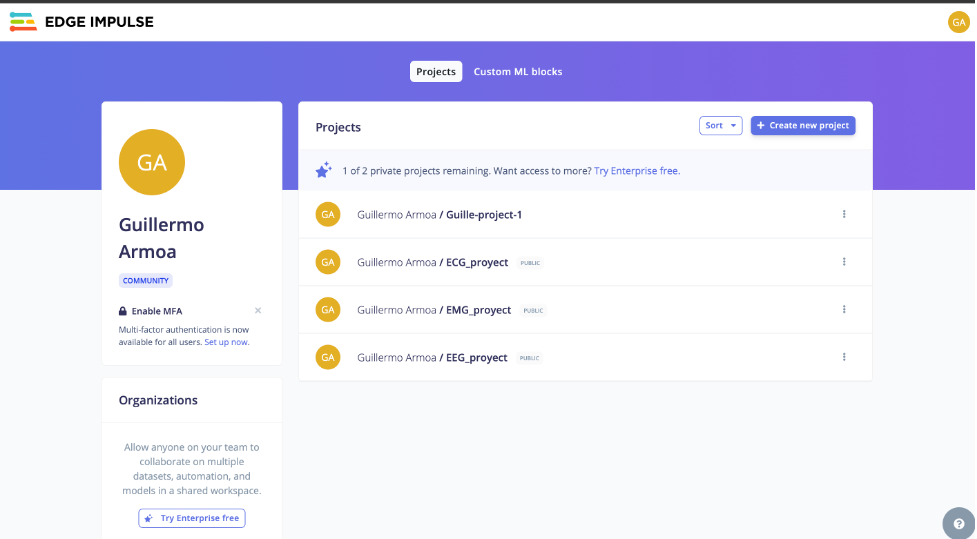 EDGE IMPULSE
GA
Projects
Custom ML blocks
GA
Guillermo
Armoa
COMMUNITY
Enable MFA
Multi-factor authentication is now
available for all users. Set up now.
Organizations
Allow anyone on your team to
collaborate on multiple
datasets, automation, and
models in a shared workspace.
Try Enterprise free
Projects
Sort
+ Create new project
1 of 2 private projects remaining. Want access to more? Try Enterprise free.
GA Guillermo Armoa / Guille-project-1
GA Guillermo Armoa / ECG_proyect PUBLIC
GA Guillermo Armoa / EMG_proyect PUBLIC
GA Guillermo Armoa / EEG_proyect PUBLIC
?